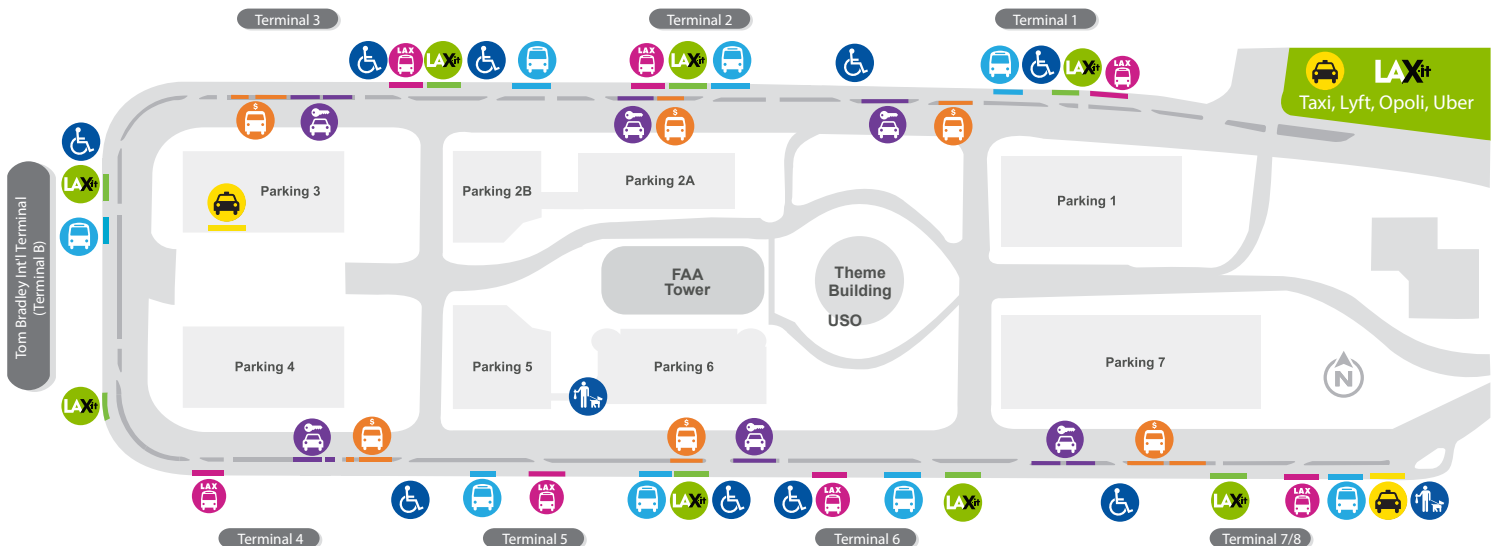 Terminal 3
Terminal 2
Terminal 1
LAX
LAXit
LAX
LAXit
LAXit
LAX
LAXit
Taxi, Lyft, Opoli, Uber
$
$
$
LAXit
Tom Bradley Int'l Terminal
(Terminal B)
Parking 3
Parking 2B
Parking 2A
Parking 1
FAA
Tower
Theme
Building
USO
Parking 4
Parking 5
Parking 6
Parking 7
N
LAXit
$
$
$
LAX
LAX
LAXit
LAX
LAXit
LAXit
LAX
Terminal 4
Terminal 5
Terminal 6
Terminal 7/8